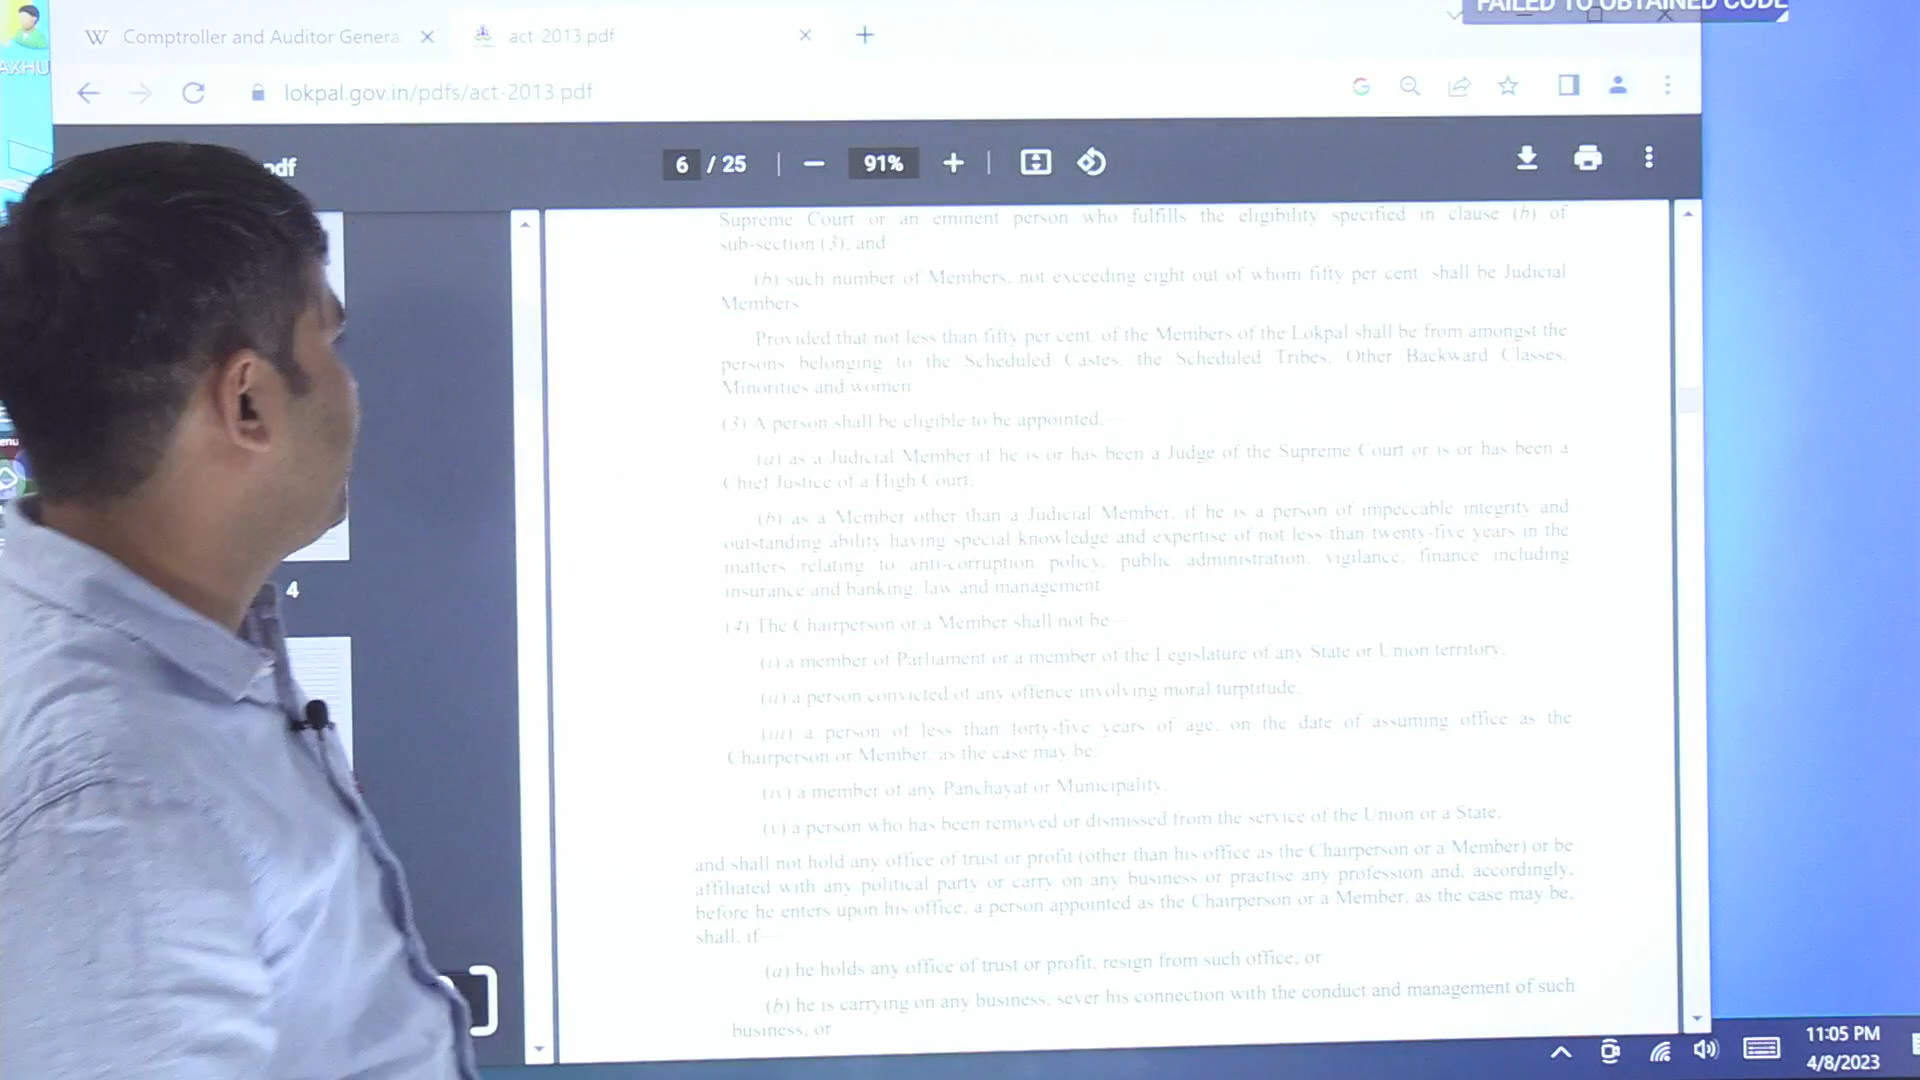 FAILED TO OBTAINED CODE
Comptroller and Auditor Genera
act-2013.pdf
AXHU
lokpal.gov.in/pdfs/act-2013.pdf
pdf
6 / 25
91%
Supreme Court or an eminent person who fulfills the eligibility specified in clause (b) of
sub-section (3); and
(b) such number of Members, not exceeding eight out of whom fifty per cent. shall be Judicial
Members
Provided that not less than fifty per cent. of the Members of the Lokpal shall be from amongst the
persons belonging to the Scheduled Castes, the Scheduled Tribes, Other Backward Classes,
Minorities and women
(3) A person shall be eligible to be appointed,—
(a) as a Judicial Member if he is or has been a Judge of the Supreme Court or is or has been a
Chief Justice of a High Court;
(b) as a Member other than a Judicial Member, if he is a person of impeccable integrity and
outstanding ability having special knowledge and expertise of not less than twenty-five years in the
matters relating to anti-corruption policy, public administration, vigilance, finance including
insurance and banking, law and management
(4) The Chairperson or a Member shall not be—
(i) a member of Parliament or a member of the Legislature of any State or Union territory;
(ii) a person convicted of any offence involving moral turptitude;
(iii) a person of less than forty-five years of age, on the date of assuming office as the
Chairperson or Member, as the case may be;
(iv) a member of any Panchayat or Municipality;
(v) a person who has been removed or dismissed from the service of the Union or a State,
and shall not hold any office of trust or profit (other than his office as the Chairperson or a Member) or be
affiliated with any political party or carry on any business or practise any profession and, accordingly,
before he enters upon his office, a person appointed as the Chairperson or a Member, as the case may be,
shall, if—
(a) he holds any office of trust or profit, resign from such office; or
(b) he is carrying on any business, sever his connection with the conduct and management of such
business; or
4
11:05 PM
4/8/2023